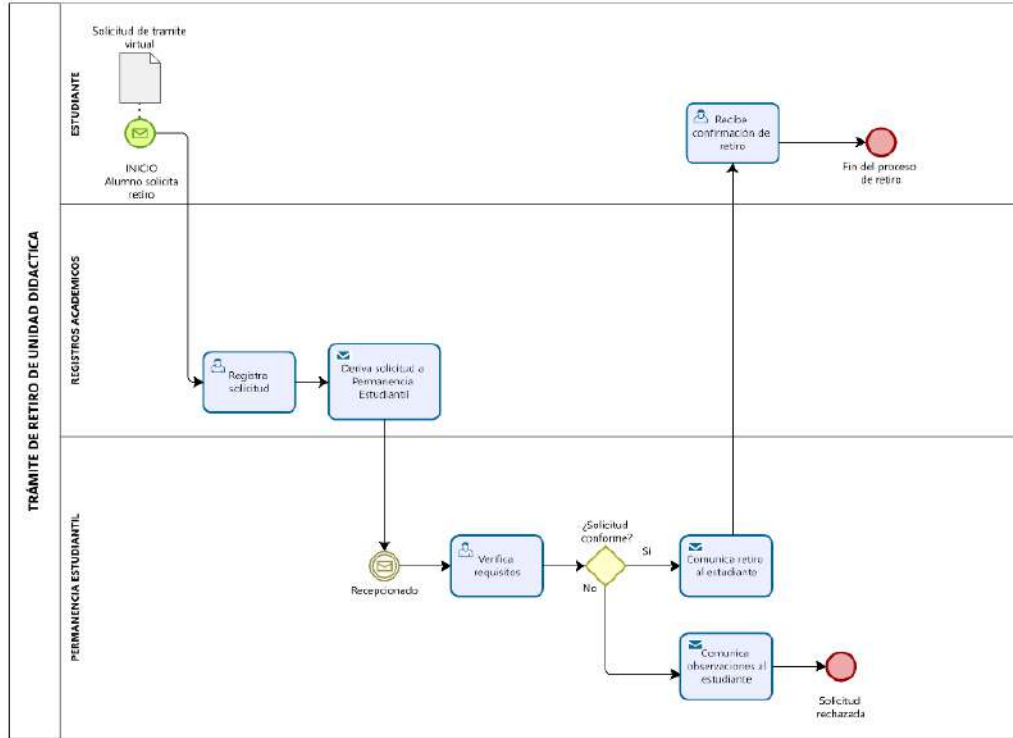 TRÁMITE DE RETIRO DE UNIDAD DIDACTICA
ESTUDIANTE
Solicitud de tramite
virtual
INICIO
Alumno solicita
retiro
Recibe
confirmación de
retiro
Fin del proceso
de retiro
REGISTROS ACADEMICOS
Registra
solicitud
Deriva solicitud a
Permanencia
Estudiantil
PERMANENCIA ESTUDIANTIL
Recepcionado
Verifica
requisitos
¿Solicitud
conforme?
Si
No
Comunica retiro
al estudiante
Comunica
observaciones al
estudiante
Solicitud
rechazada